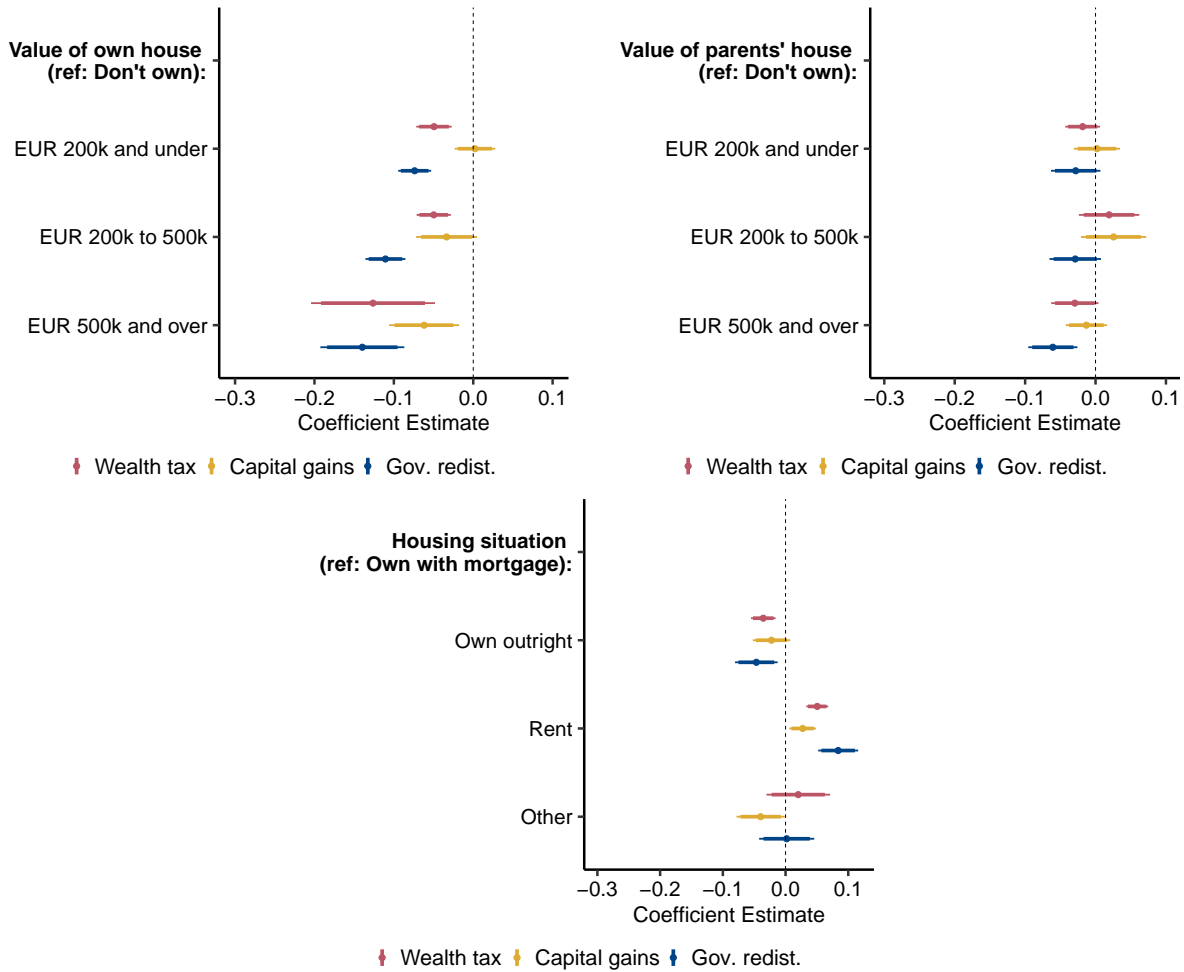 Value of own house
(ref: Don't own):
EUR 200k and under
EUR 200k to 500k
EUR 500k and over
−0.3 −0.2 −0.1 0.0 0.1
Coefficient Estimate
Wealth tax Capital gains Gov. redist.
Value of parents' house
(ref: Don't own):
EUR 200k and under
EUR 200k to 500k
EUR 500k and over
−0.3 −0.2 −0.1 0.0 0.1
Coefficient Estimate
Wealth tax Capital gains Gov. redist.
Housing situation
(ref: Own with mortgage):
Own outright
Rent
Other
−0.3 −0.2 −0.1 0.0 0.1
Coefficient Estimate
Wealth tax Capital gains Gov. redist.